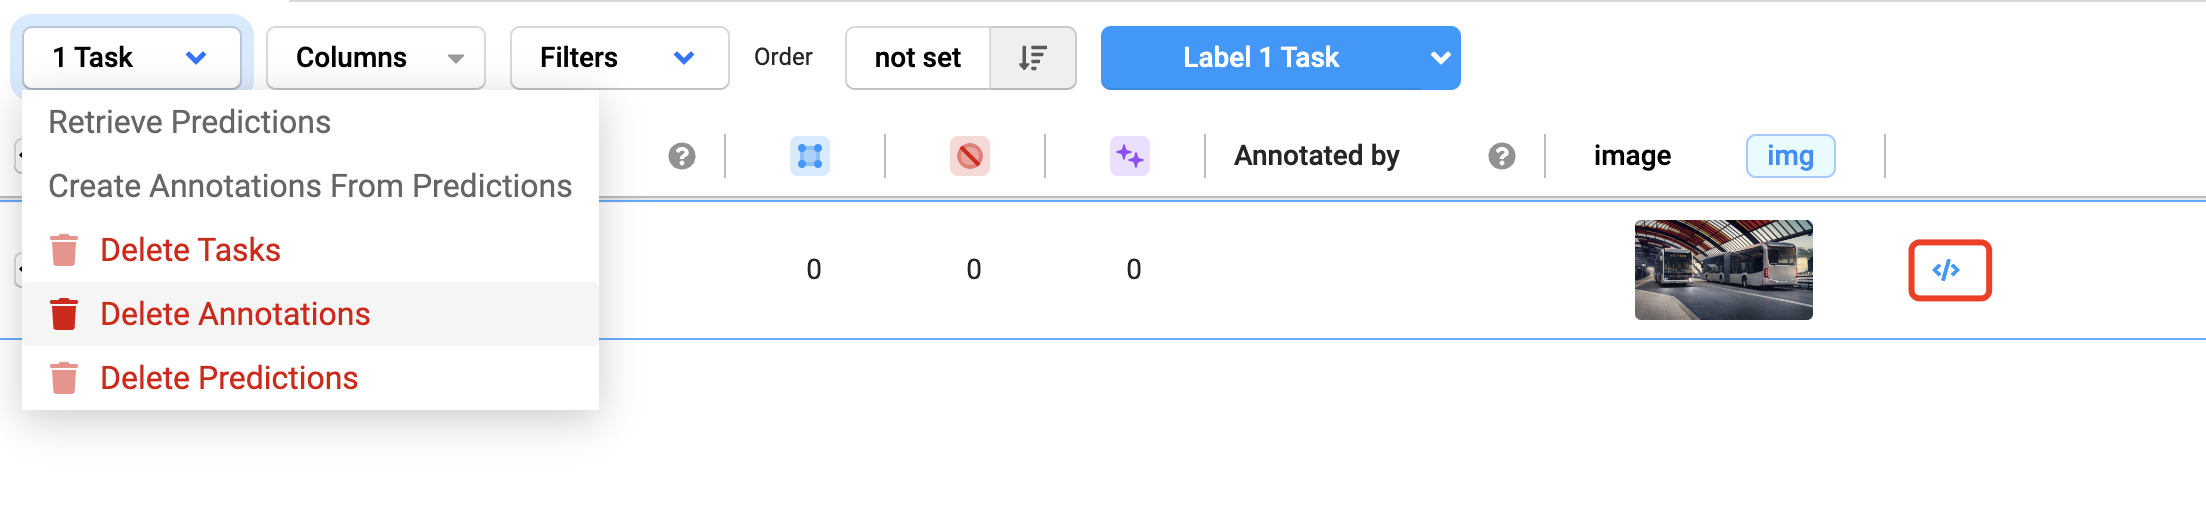 1 Task
Columns
Filters
Order
not set
Label 1 Task
Retrieve Predictions
Create Annotations From Predictions
Delete Tasks
Delete Annotations
Delete Predictions
Annotated by
image
img
0
0
0